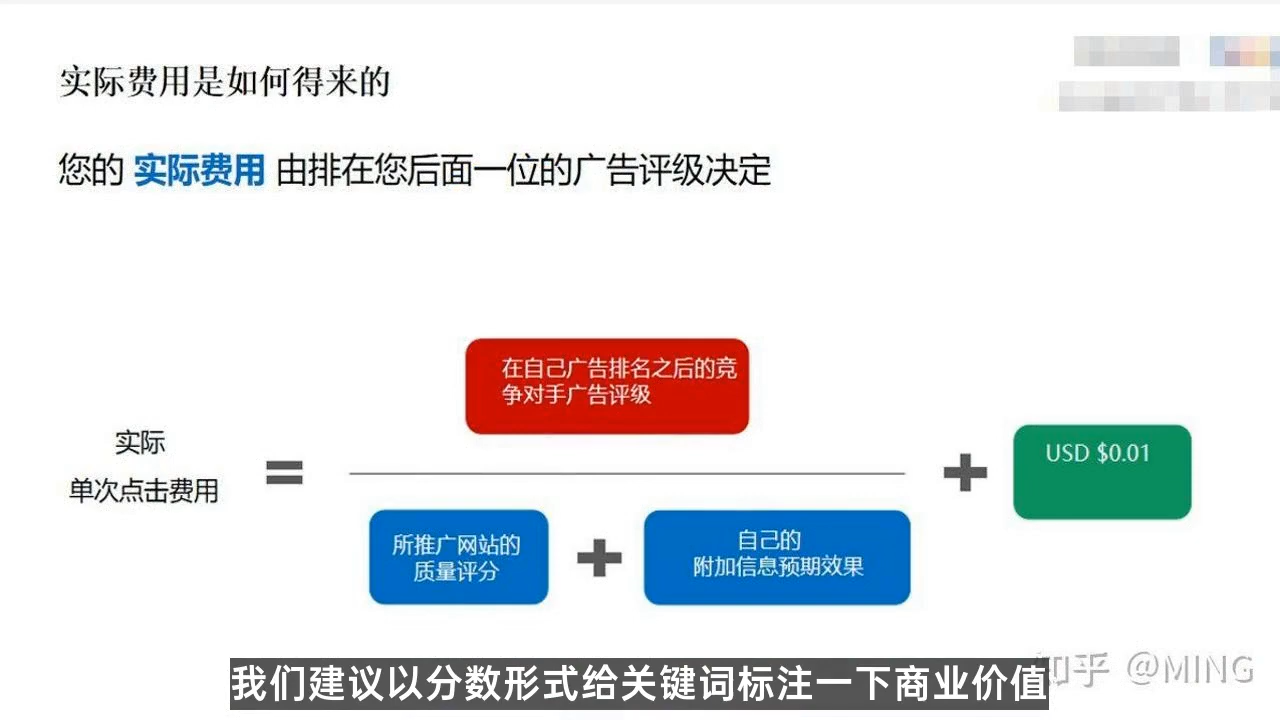 实际费用是如何得来的
您的 实际费用 由排在您后面一位的广告评级决定
在自己广告排名之后的竞
争对手广告评级
实际
单次点击费用
=
+
USD $0.01
所推广网站的
质量评分
+
自己的
附加信息预期效果
我们建议以分数形式给关键词标注一下商业价值
知乎 @MING